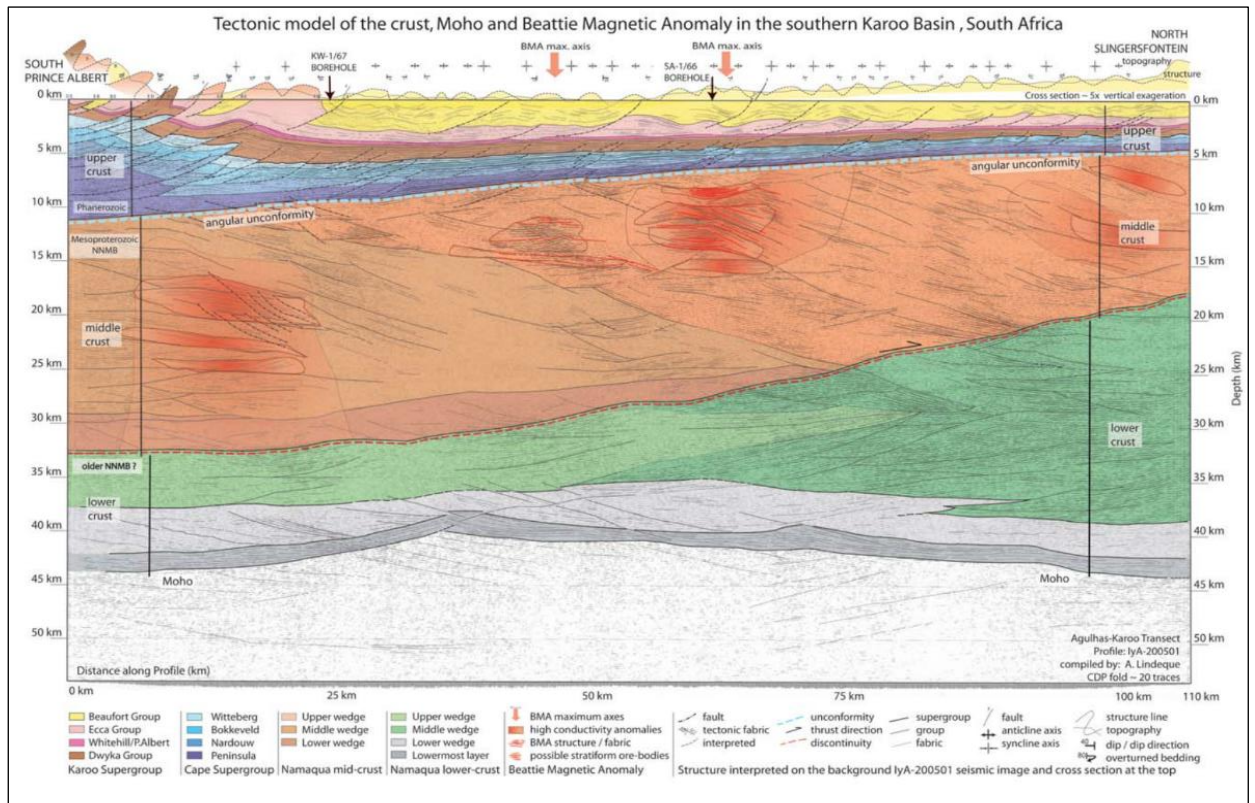 Tectonic model of the crust, Moho and Beattie Magnetic Anomaly in the southern Karoo Basin , South Africa
SOUTH
PRINCE ALBERT
KW-1/67
BOREHOLE
BMA max. axis
SA-1/66
BOREHOLE
BMA max. axis
NORTH
SLINGERSFONTEIN
topography
structure
Cross section ~ 5x vertical exageration
0 km
5 km
10 km
15 km
20 km
25 km
30 km
35 km
40 km
45 km
50 km
upper
crust
Phanerozoic
angular unconformity
Mesoproterozoic
NNMB
middle
crust
older NNMB ?
lower
crust
Moho
angular unconformity
upper
crust
middle
crust
lower
crust
Moho
0 km
5 km
10 km
15 km
20 km
25 km
30 km
35 km
40 km
45 km
50 km
Depth (km)
Agulhas-Karoo Transect
Profile: IyA-200501
compiled by: A. Lindeque
CDP fold ~ 20 traces
Distance along Profile (km)
0 km 25 km 50 km 75 km 100 km 110 km
Beaufort Group
Ecca Group
Whitehill/P.Albert
Dwyka Group
Karoo Supergroup
Witteberg
Bokkeveld
Nardouw
Peninsula
Cape Supergroup
Upper wedge
Middle wedge
Lower wedge
Namaqua mid-crust
Upper wedge
Middle wedge
Lower wedge
Lowermost layer
Namaqua lower-crust
BMA maximum axes
high conductivity anomalies
BMA structure / fabric
possible stratiform ore-bodies
Beattie Magnetic Anomaly
fault
tectonic fabric
interpreted
unconformity
thrust direction
discontinuity
supergroup
group
fabric
fault
anticline axis
syncline axis
structure line
topography
dip / dip direction
overturned bedding
Structure interpreted on the background IyA-200501 seismic image and cross section at the top